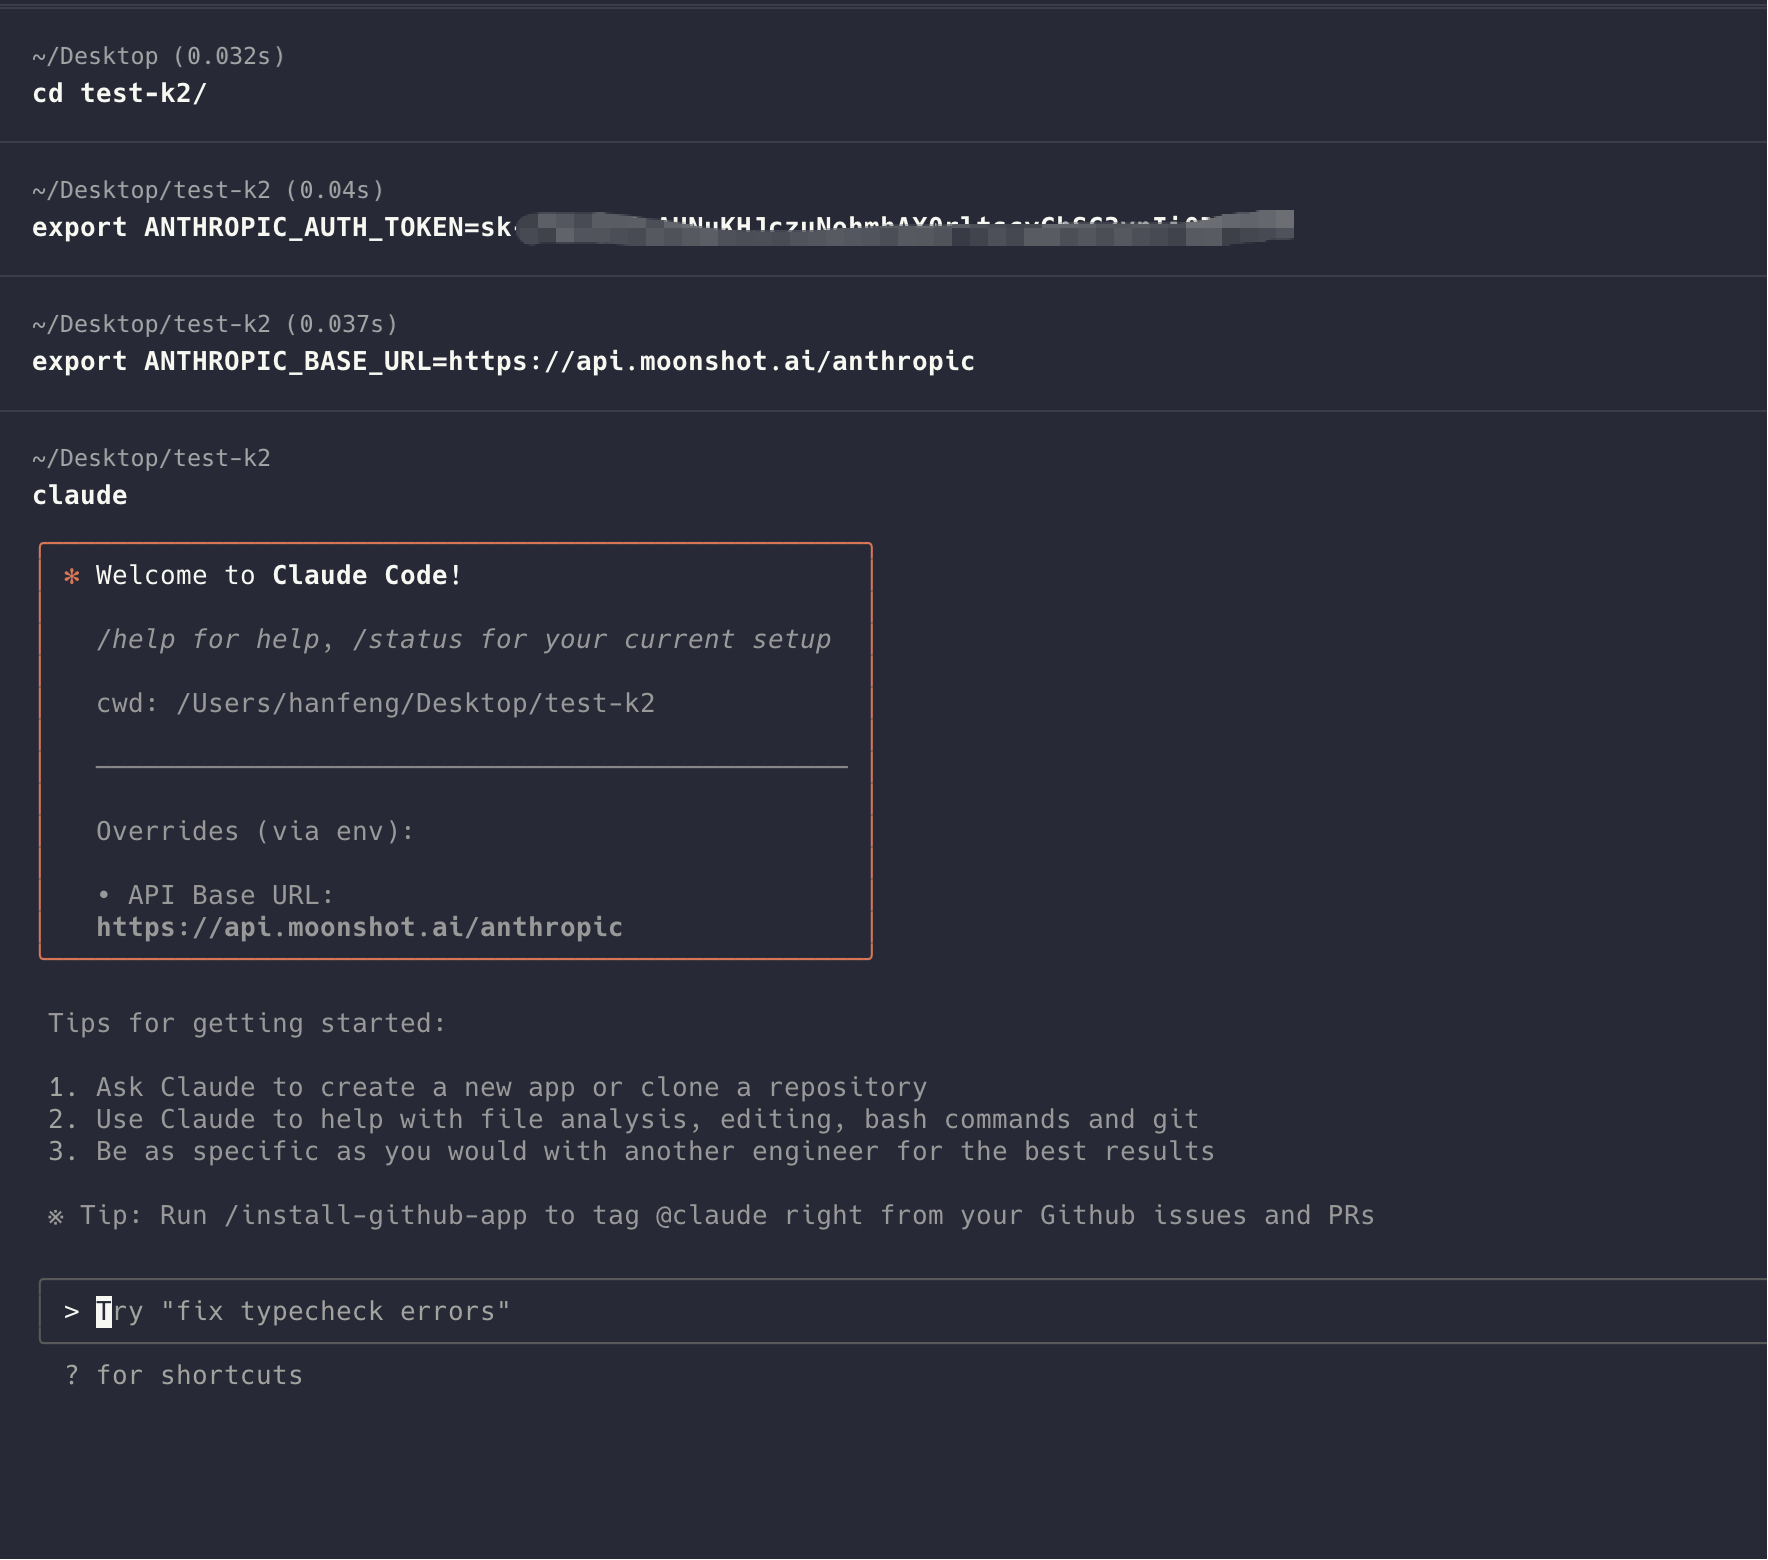 ~/Desktop (0.032s)
cd test-k2/
~/Desktop/test-k2 (0.04s)
export ANTHROPIC_AUTH_TOKEN=sk-
~/Desktop/test-k2 (0.037s)
export ANTHROPIC_BASE_URL=https://api.moonshot.ai/anthropic
~/Desktop/test-k2
claude
✻ Welcome to Claude Code!
/help for help, /status for your current setup
cwd: /Users/hanfeng/Desktop/test-k2
Overrides (via env):
• API Base URL:
https://api.moonshot.ai/anthropic
Tips for getting started:
1. Ask Claude to create a new app or clone a repository
2. Use Claude to help with file analysis, editing, bash commands and git
3. Be as specific as you would with another engineer for the best results
※ Tip: Run /install-github-app to tag @claude right from your Github issues and PRs
> Try "fix typecheck errors"
? for shortcuts